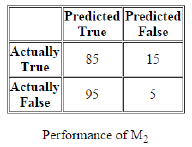 Predicted True Predicted False
Actually True 85 15
Actually False 95 5
Performance of M2